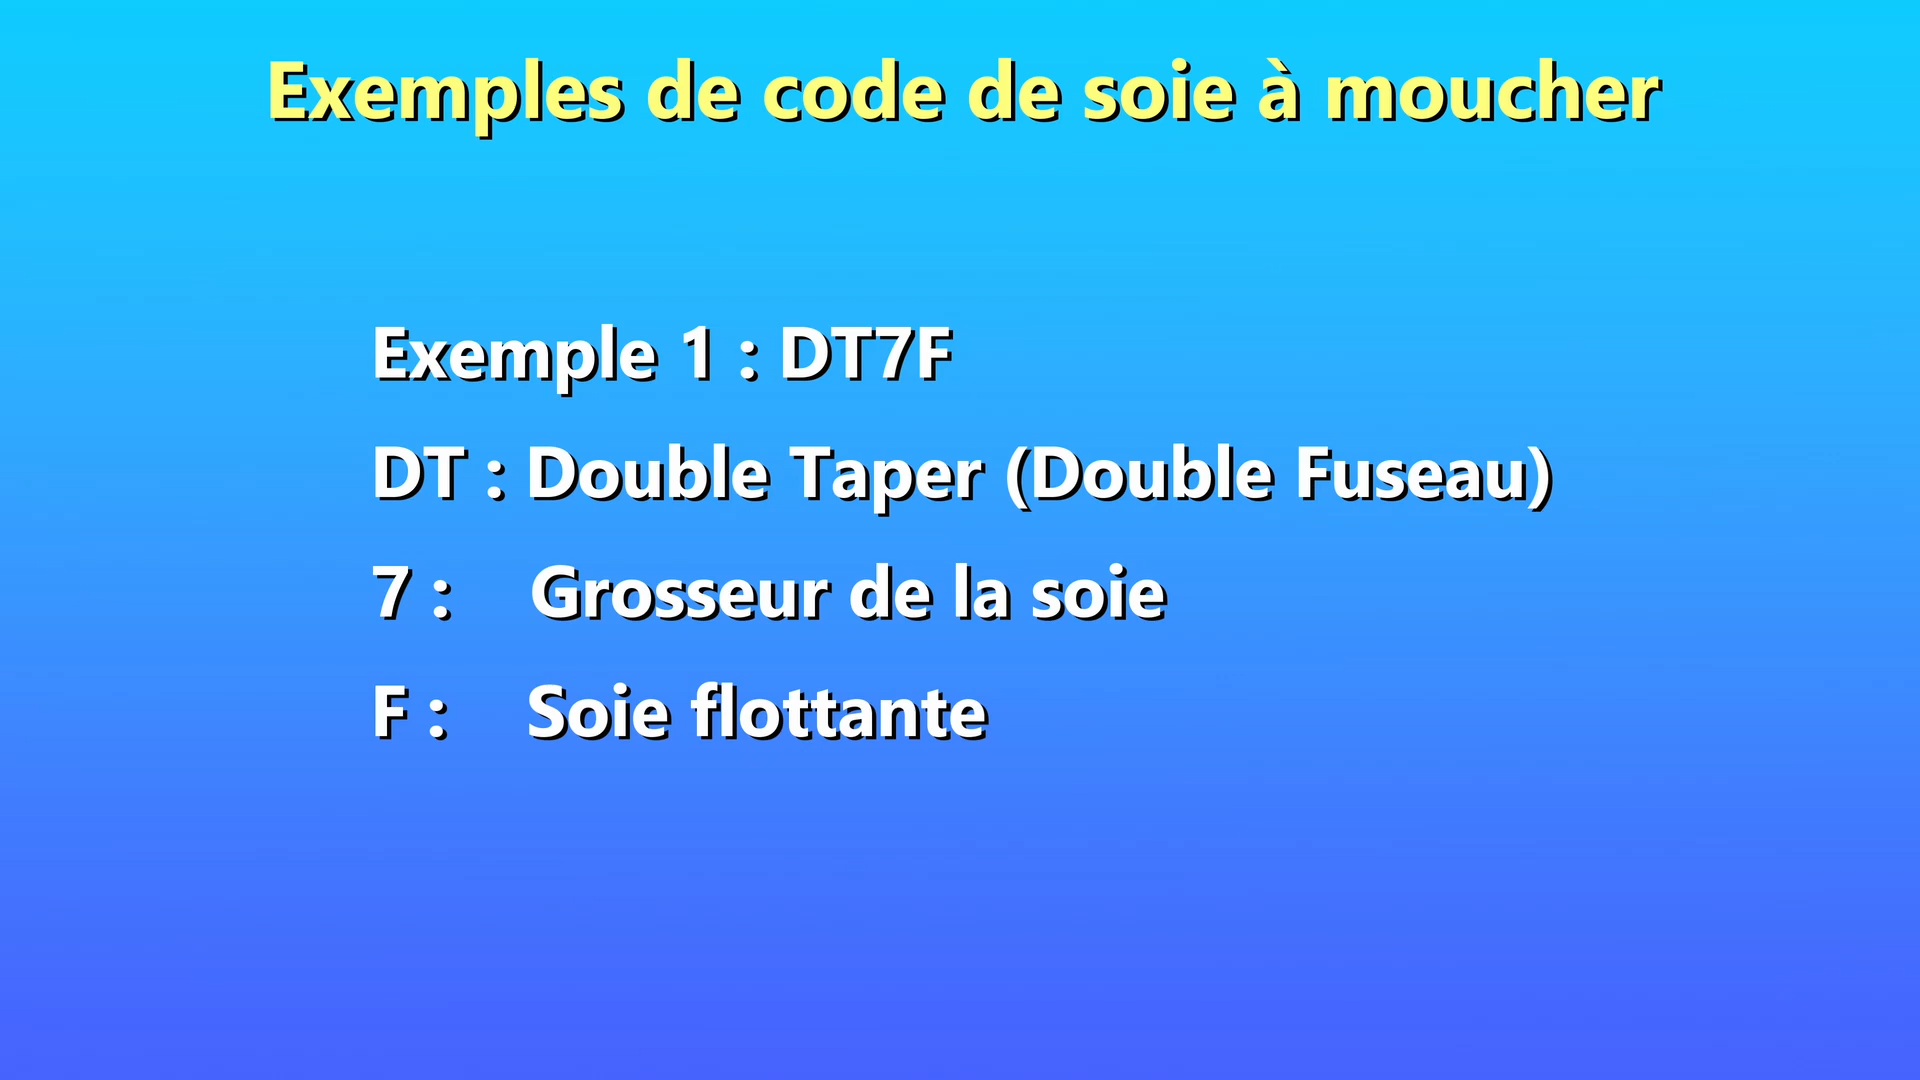 Exemples de code de soie à moucher
Exemple 1 : DT7F
DT : Double Taper (Double Fuseau)
7 : Grosseur de la soie
F : Soie flottante